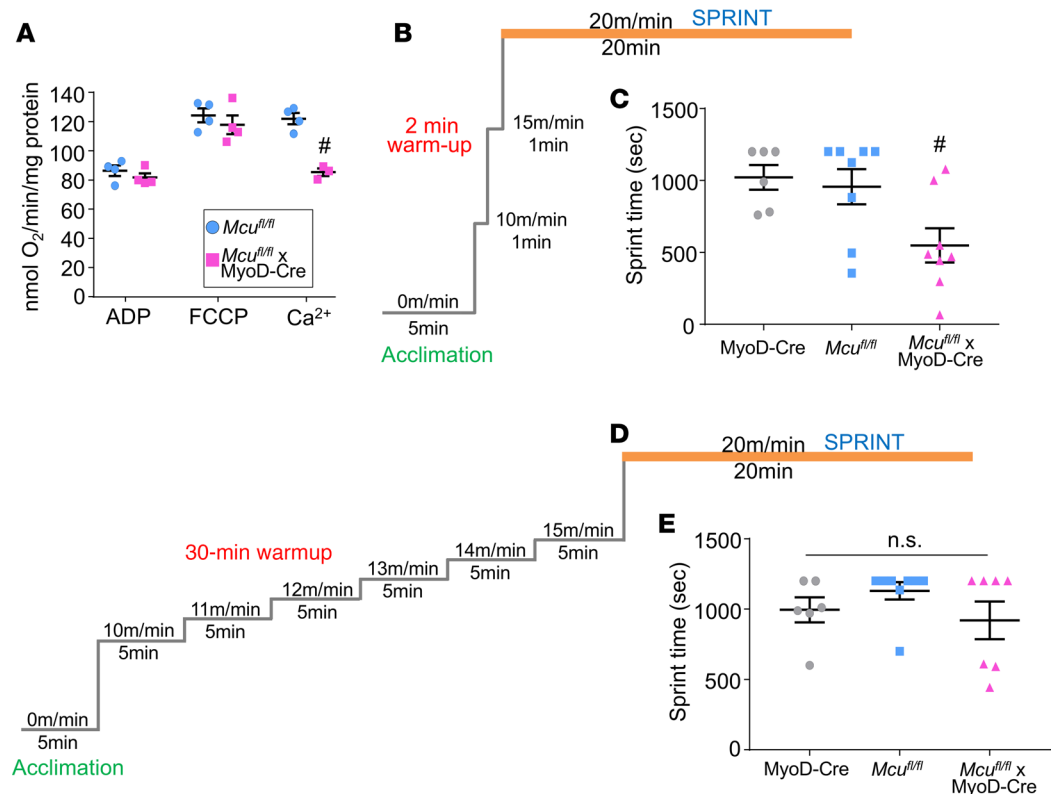 A
nmol O2/min/mg protein
140
120
100
80
60
40
20
0
Mcufl/fl
Mcufl/fl x
MyoD-Cre
ADP
FCCP
Ca2+
B
20m/min
SPRINT
20min
2 min
warm-up
15m/min
1min
10m/min
1min
0m/min
5min
Acclimation
C
Sprint time (sec)
1500
1000
500
0
#
#
MyoD-Cre
Mcufl/fl
Mcufl/fl x
MyoD-Cre
D
20m/min
SPRINT
20min
30-min warmup
15m/min
5min
14m/min
5min
13m/min
5min
12m/min
5min
11m/min
5min
10m/min
5min
0m/min
5min
Acclimation
E
Sprint time (sec)
1500
1000
500
0
n.s.
MyoD-Cre
Mcufl/fl
Mcufl/fl x
MyoD-Cre